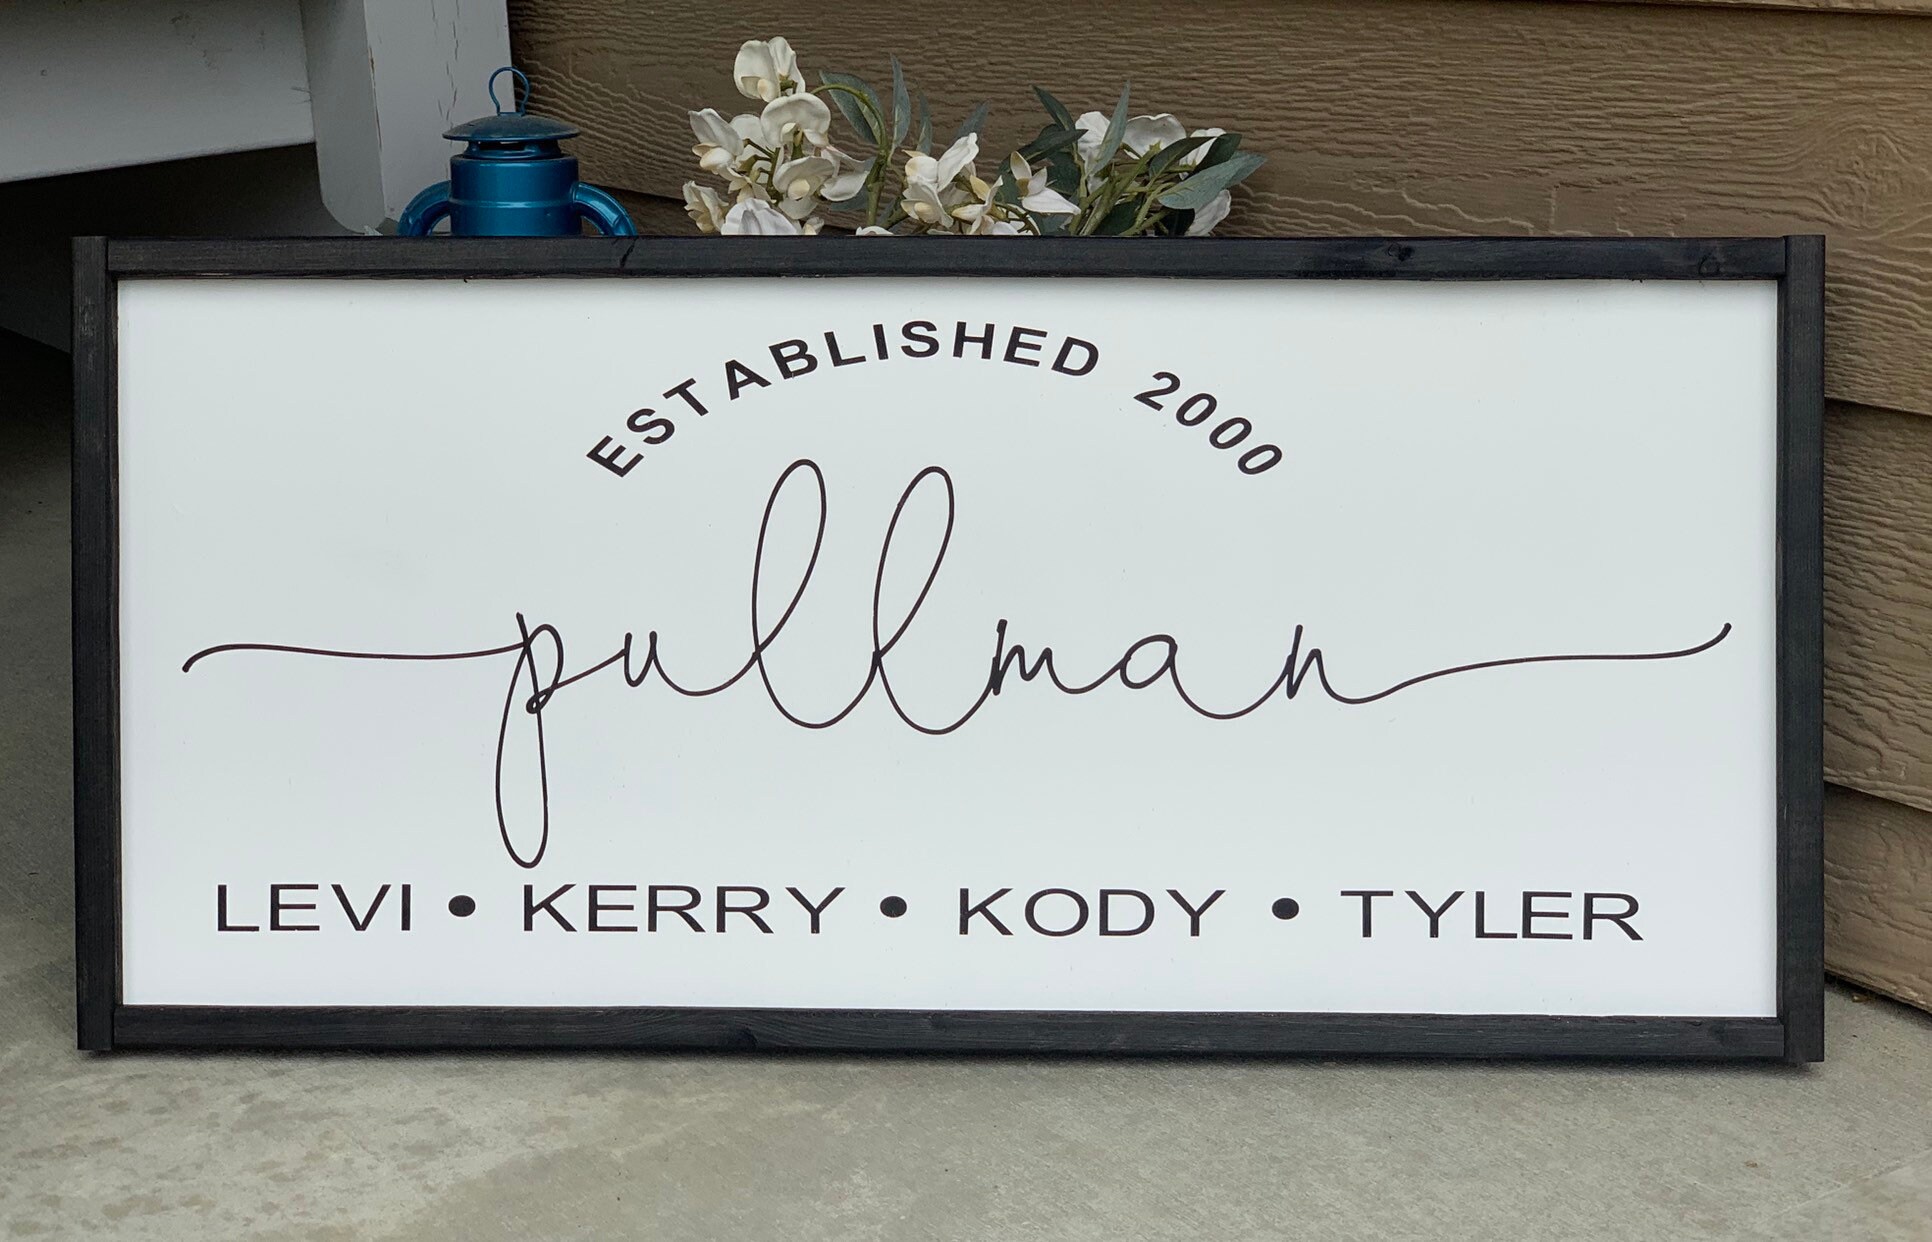 ESTABLISHED 2000
pullman
LEVI • KERRY • KODY • TYLER